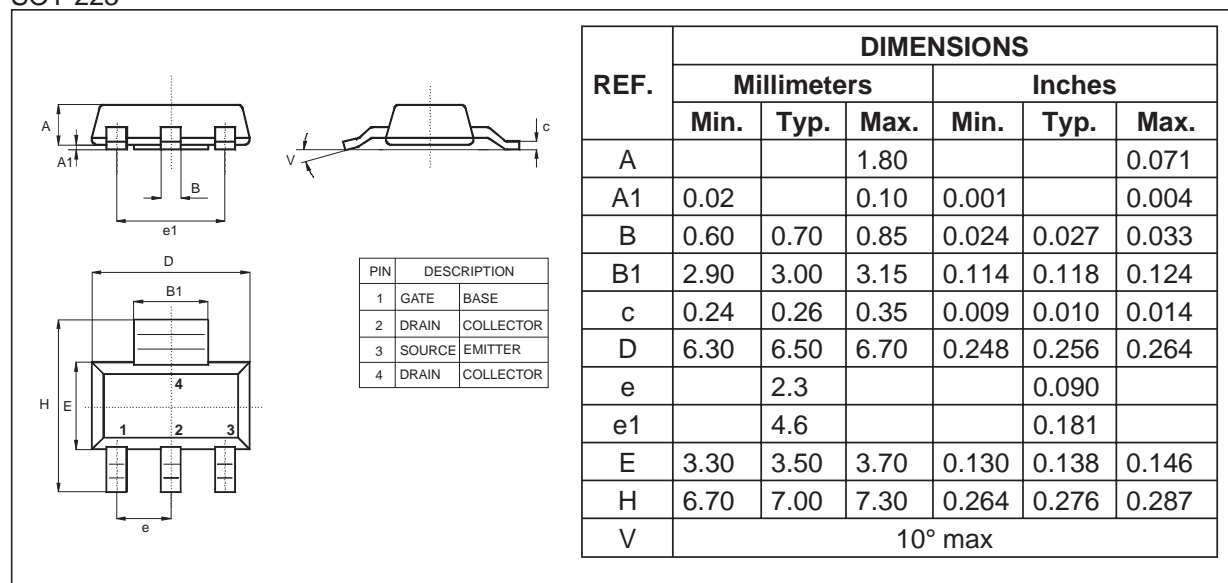 A
A1
B
e1
V
c
D
B1
H
E
4
1 2 3
e
PIN DESCRIPTION
1 GATE BASE
2 DRAIN COLLECTOR
3 SOURCE EMITTER
4 DRAIN COLLECTOR
REF. DIMENSIONS
Millimeters Inches
Min. Typ. Max. Min. Typ. Max.
A 1.80 0.071
A1 0.02 0.10 0.001 0.004
B 0.60 0.70 0.85 0.024 0.027 0.033
B1 2.90 3.00 3.15 0.114 0.118 0.124
c 0.24 0.26 0.35 0.009 0.010 0.014
D 6.30 6.50 6.70 0.248 0.256 0.264
e 2.3 0.090
e1 4.6 0.181
E 3.30 3.50 3.70 0.130 0.138 0.146
H 6.70 7.00 7.30 0.264 0.276 0.287
V 10° max